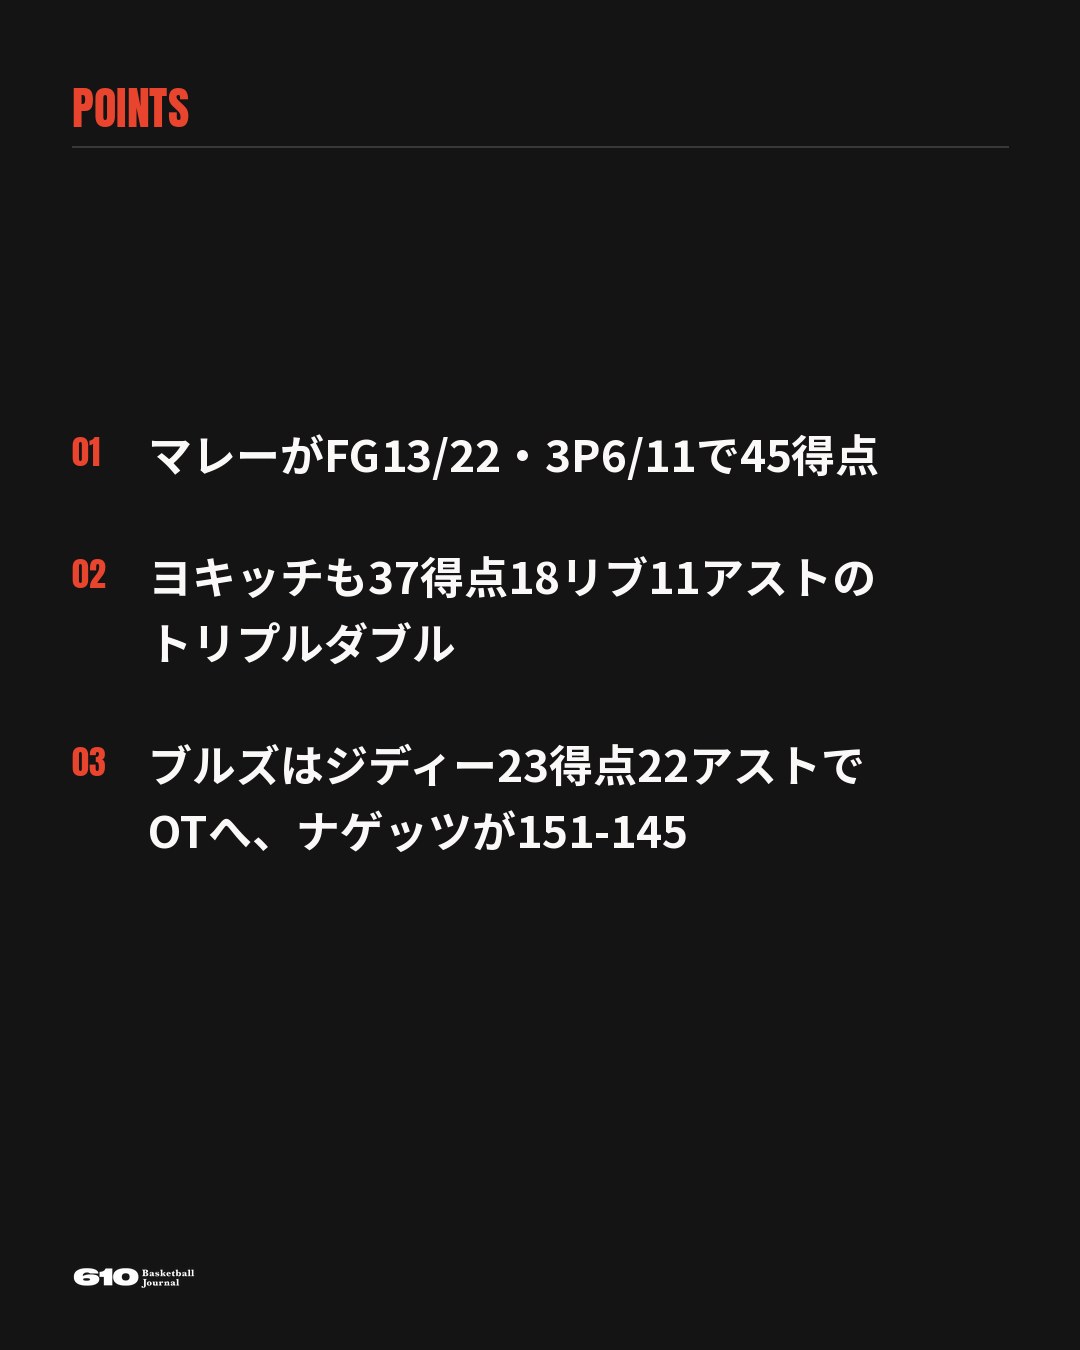 POINTS
01 マレーがFG13/22・3P6/11で45得点
02 ヨキッチも37得点18リブ11アストの
トリプルダブル
03 ブルズはジディー23得点22アストで
OTへ、ナゲッツが151-145
610 Basketball
Journal